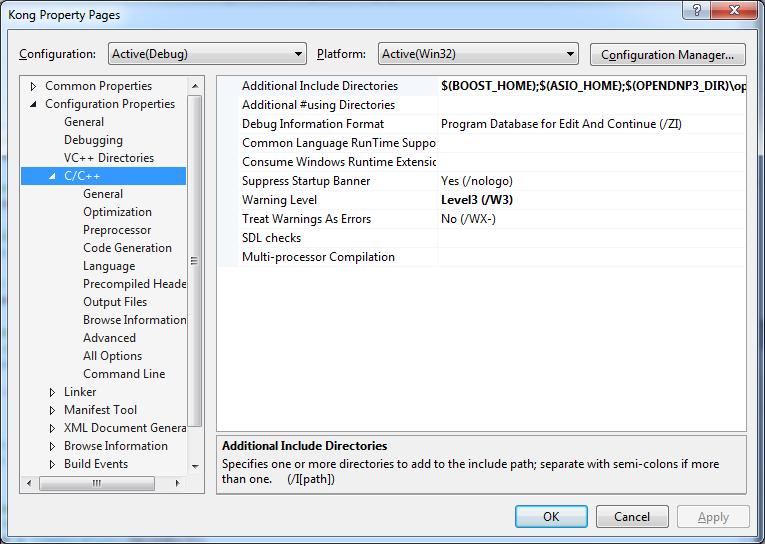 Kong Property Pages
Configuration: Active(Debug) Platform: Active(Win32) Configuration Manager...
Common Properties
Configuration Properties
General
Debugging
VC++ Directories
C/C++
General
Optimization
Preprocessor
Code Generation
Language
Precompiled Heade
Output Files
Browse Information
Advanced
All Options
Command Line
Linker
Manifest Tool
XML Document Genera
Browse Information
Build Events
Additional Include Directories $(BOOST_HOME);$(ASIO_HOME);$(OPENDNP3_DIR)\op
Additional #using Directories
Debug Information Format Program Database for Edit And Continue (/ZI)
Common Language RunTime Suppo
Consume Windows Runtime Extensio
Suppress Startup Banner Yes (/nologo)
Warning Level Level3 (/W3)
Treat Warnings As Errors No (/WX-)
SDL checks
Multi-processor Compilation
Additional Include Directories
Specifies one or more directories to add to the include path; separate with semi-colons if more
than one. (/I[path])
OK Cancel Apply